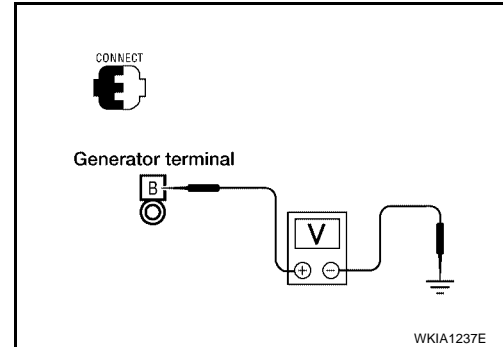 CONNECT
Generator terminal
B
V
+ −
WKIA1237E